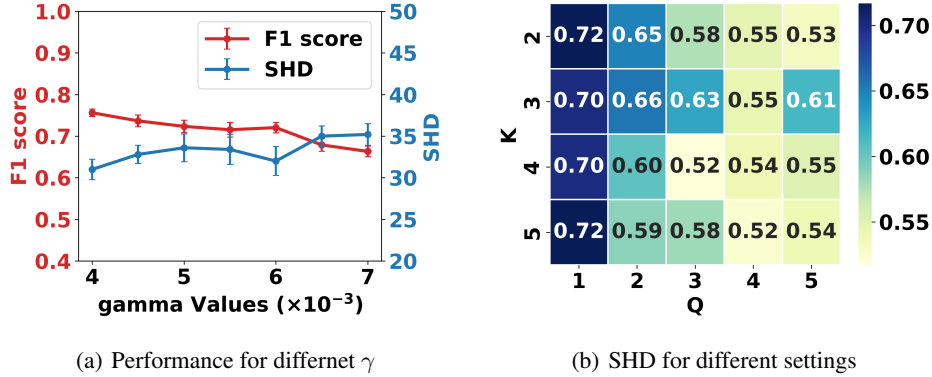 1.0
0.9
0.8
0.7
0.6
0.5
0.4
F1 score
50
45
40
35
30
25
20
SHD
F1 score
SHD
4 5 6 7
gamma Values (×10⁻³)
(a) Performance for differnet γ
K
2 0.72 0.65 0.58 0.55 0.53
3 0.70 0.66 0.63 0.55 0.61
4 0.70 0.60 0.52 0.54 0.55
5 0.72 0.59 0.58 0.52 0.54
1 2 3 4 5
Q
0.70
0.65
0.60
0.55
(b) SHD for different settings